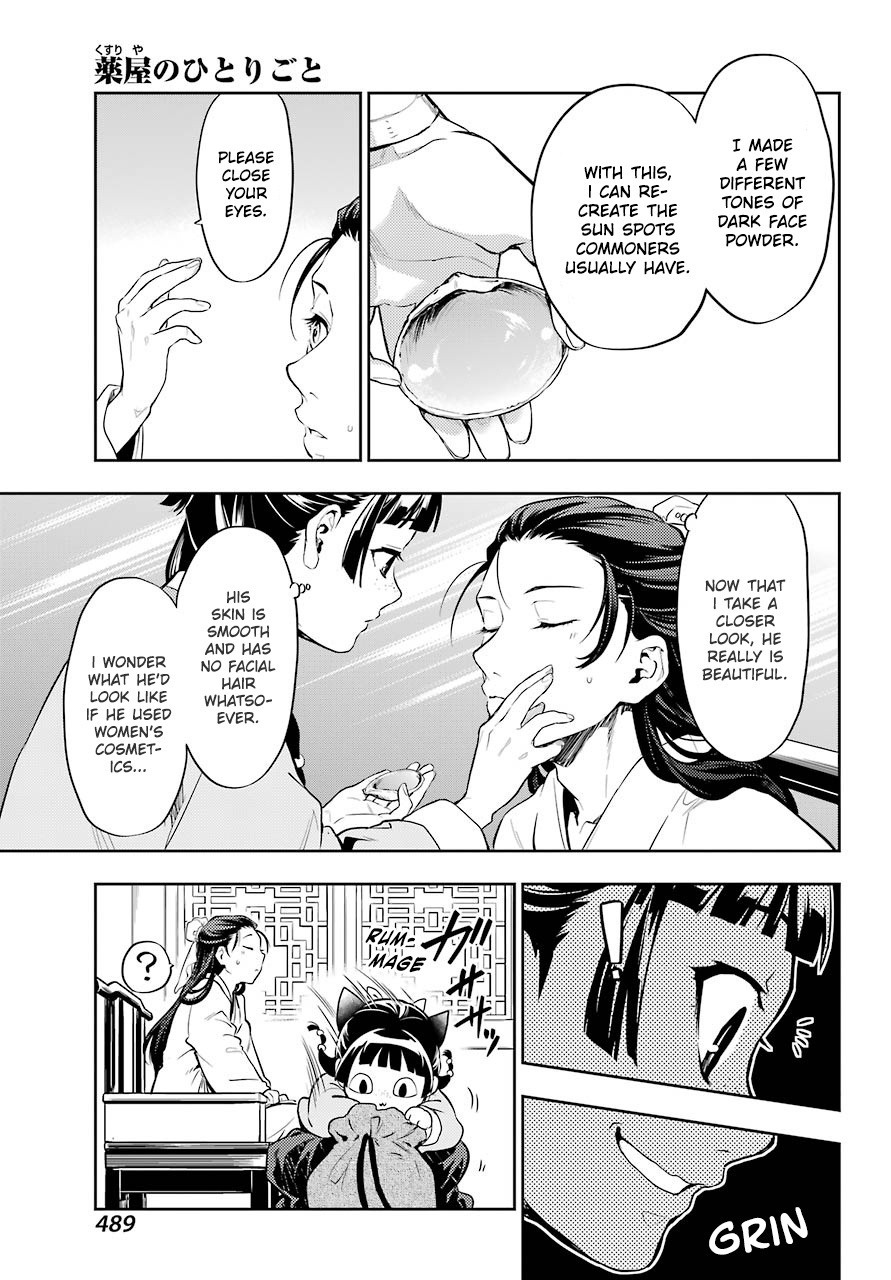 くすり や
薬屋のひとりごと
I MADE
A FEW
DIFFERENT
TONES OF
DARK FACE
POWDER.
WITH THIS,
I CAN RE-
CREATE THE
SUN SPOTS
COMMONERS
USUALLY HAVE.
PLEASE
CLOSE
YOUR
EYES.
NOW THAT
I TAKE A
CLOSER
LOOK, HE
REALLY IS
BEAUTIFUL.
HIS
SKIN IS
SMOOTH AND
HAS NO FACIAL
HAIR
WHATSO-
EVER.
I WONDER
WHAT HE'D
LOOK LIKE
IF HE USED
WOMEN'S
COSMET-
ICS...
!
GRIN
RUM-
MAGE
ガサガサ
?
489